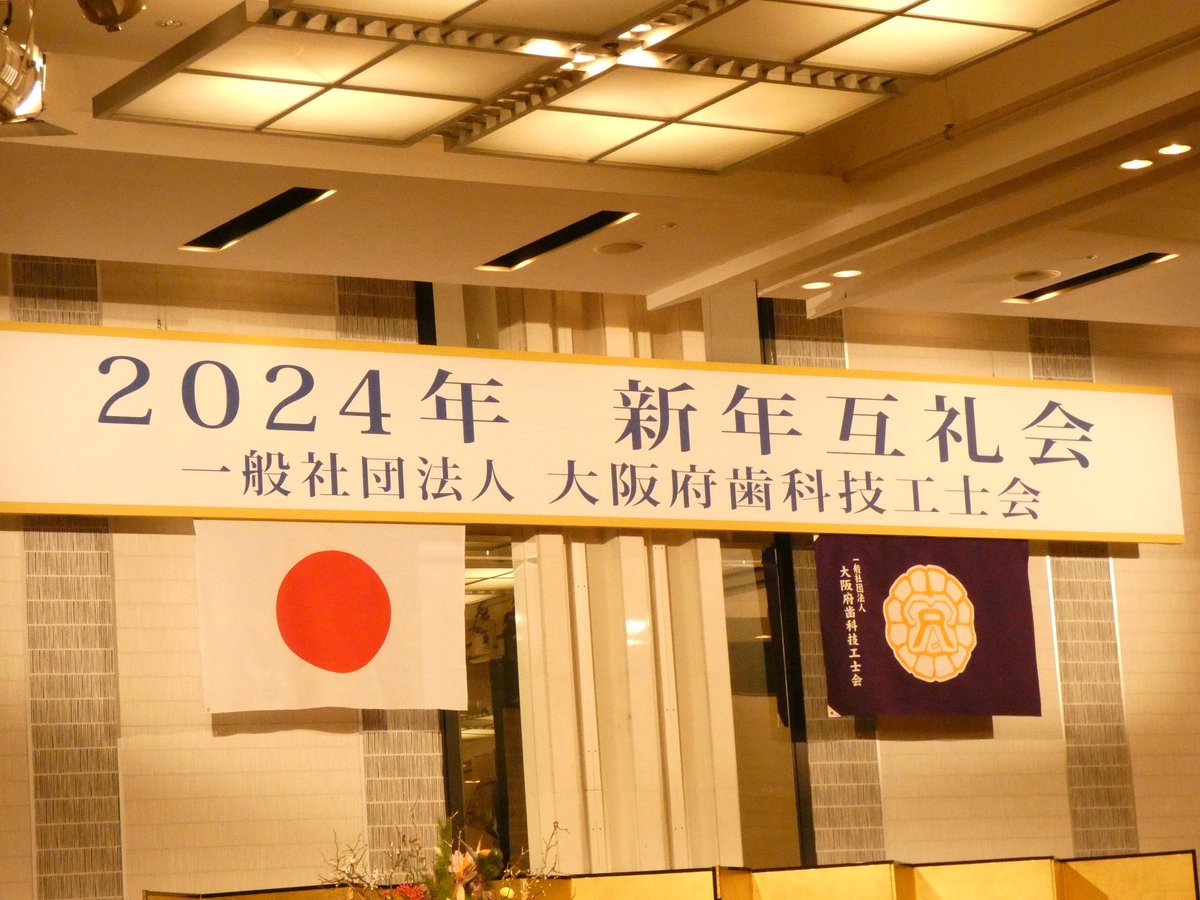 2024年 新年互礼会
一般社団法人 大阪府歯科技工士会
一般社団法人
大阪府歯科技工士会